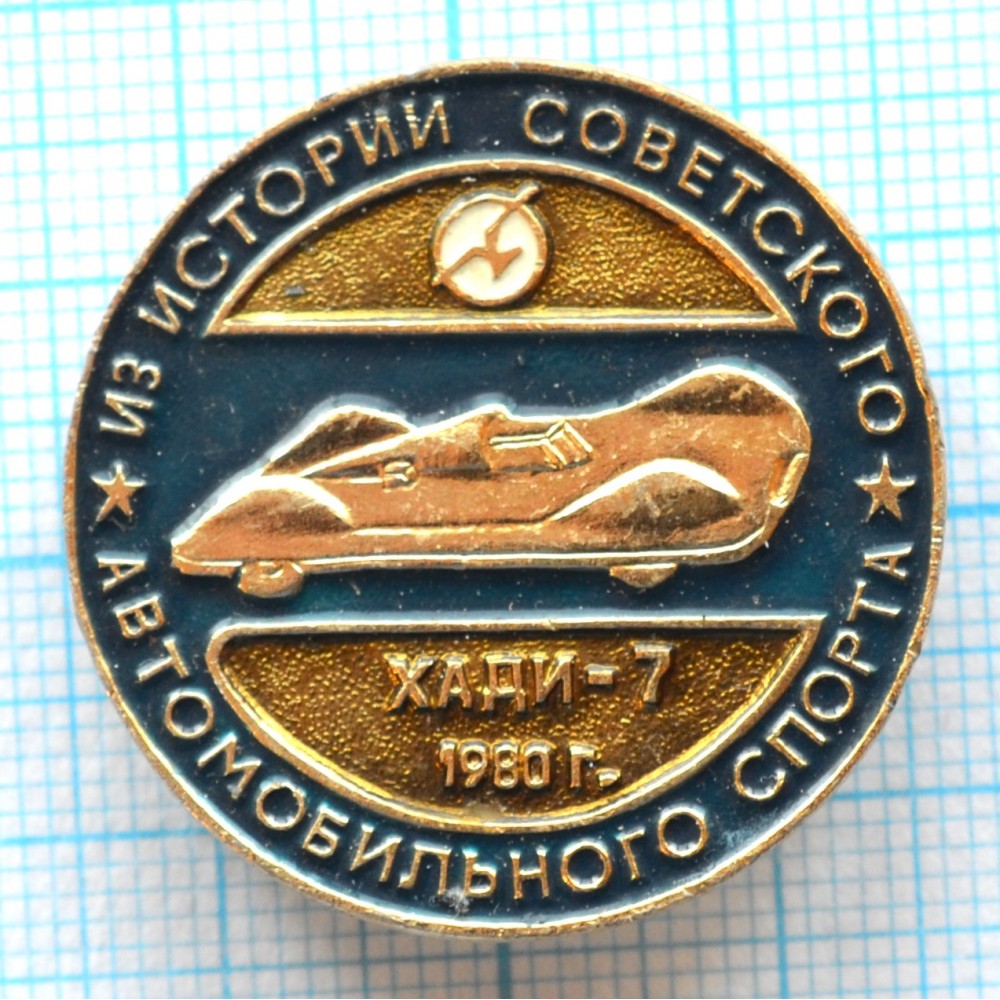 ИЗ ИСТОРИИ СОВЕТСКОГО
АВТОМОБИЛЬНОГО СПОРТА
ХАДИ-7
1980 Г.